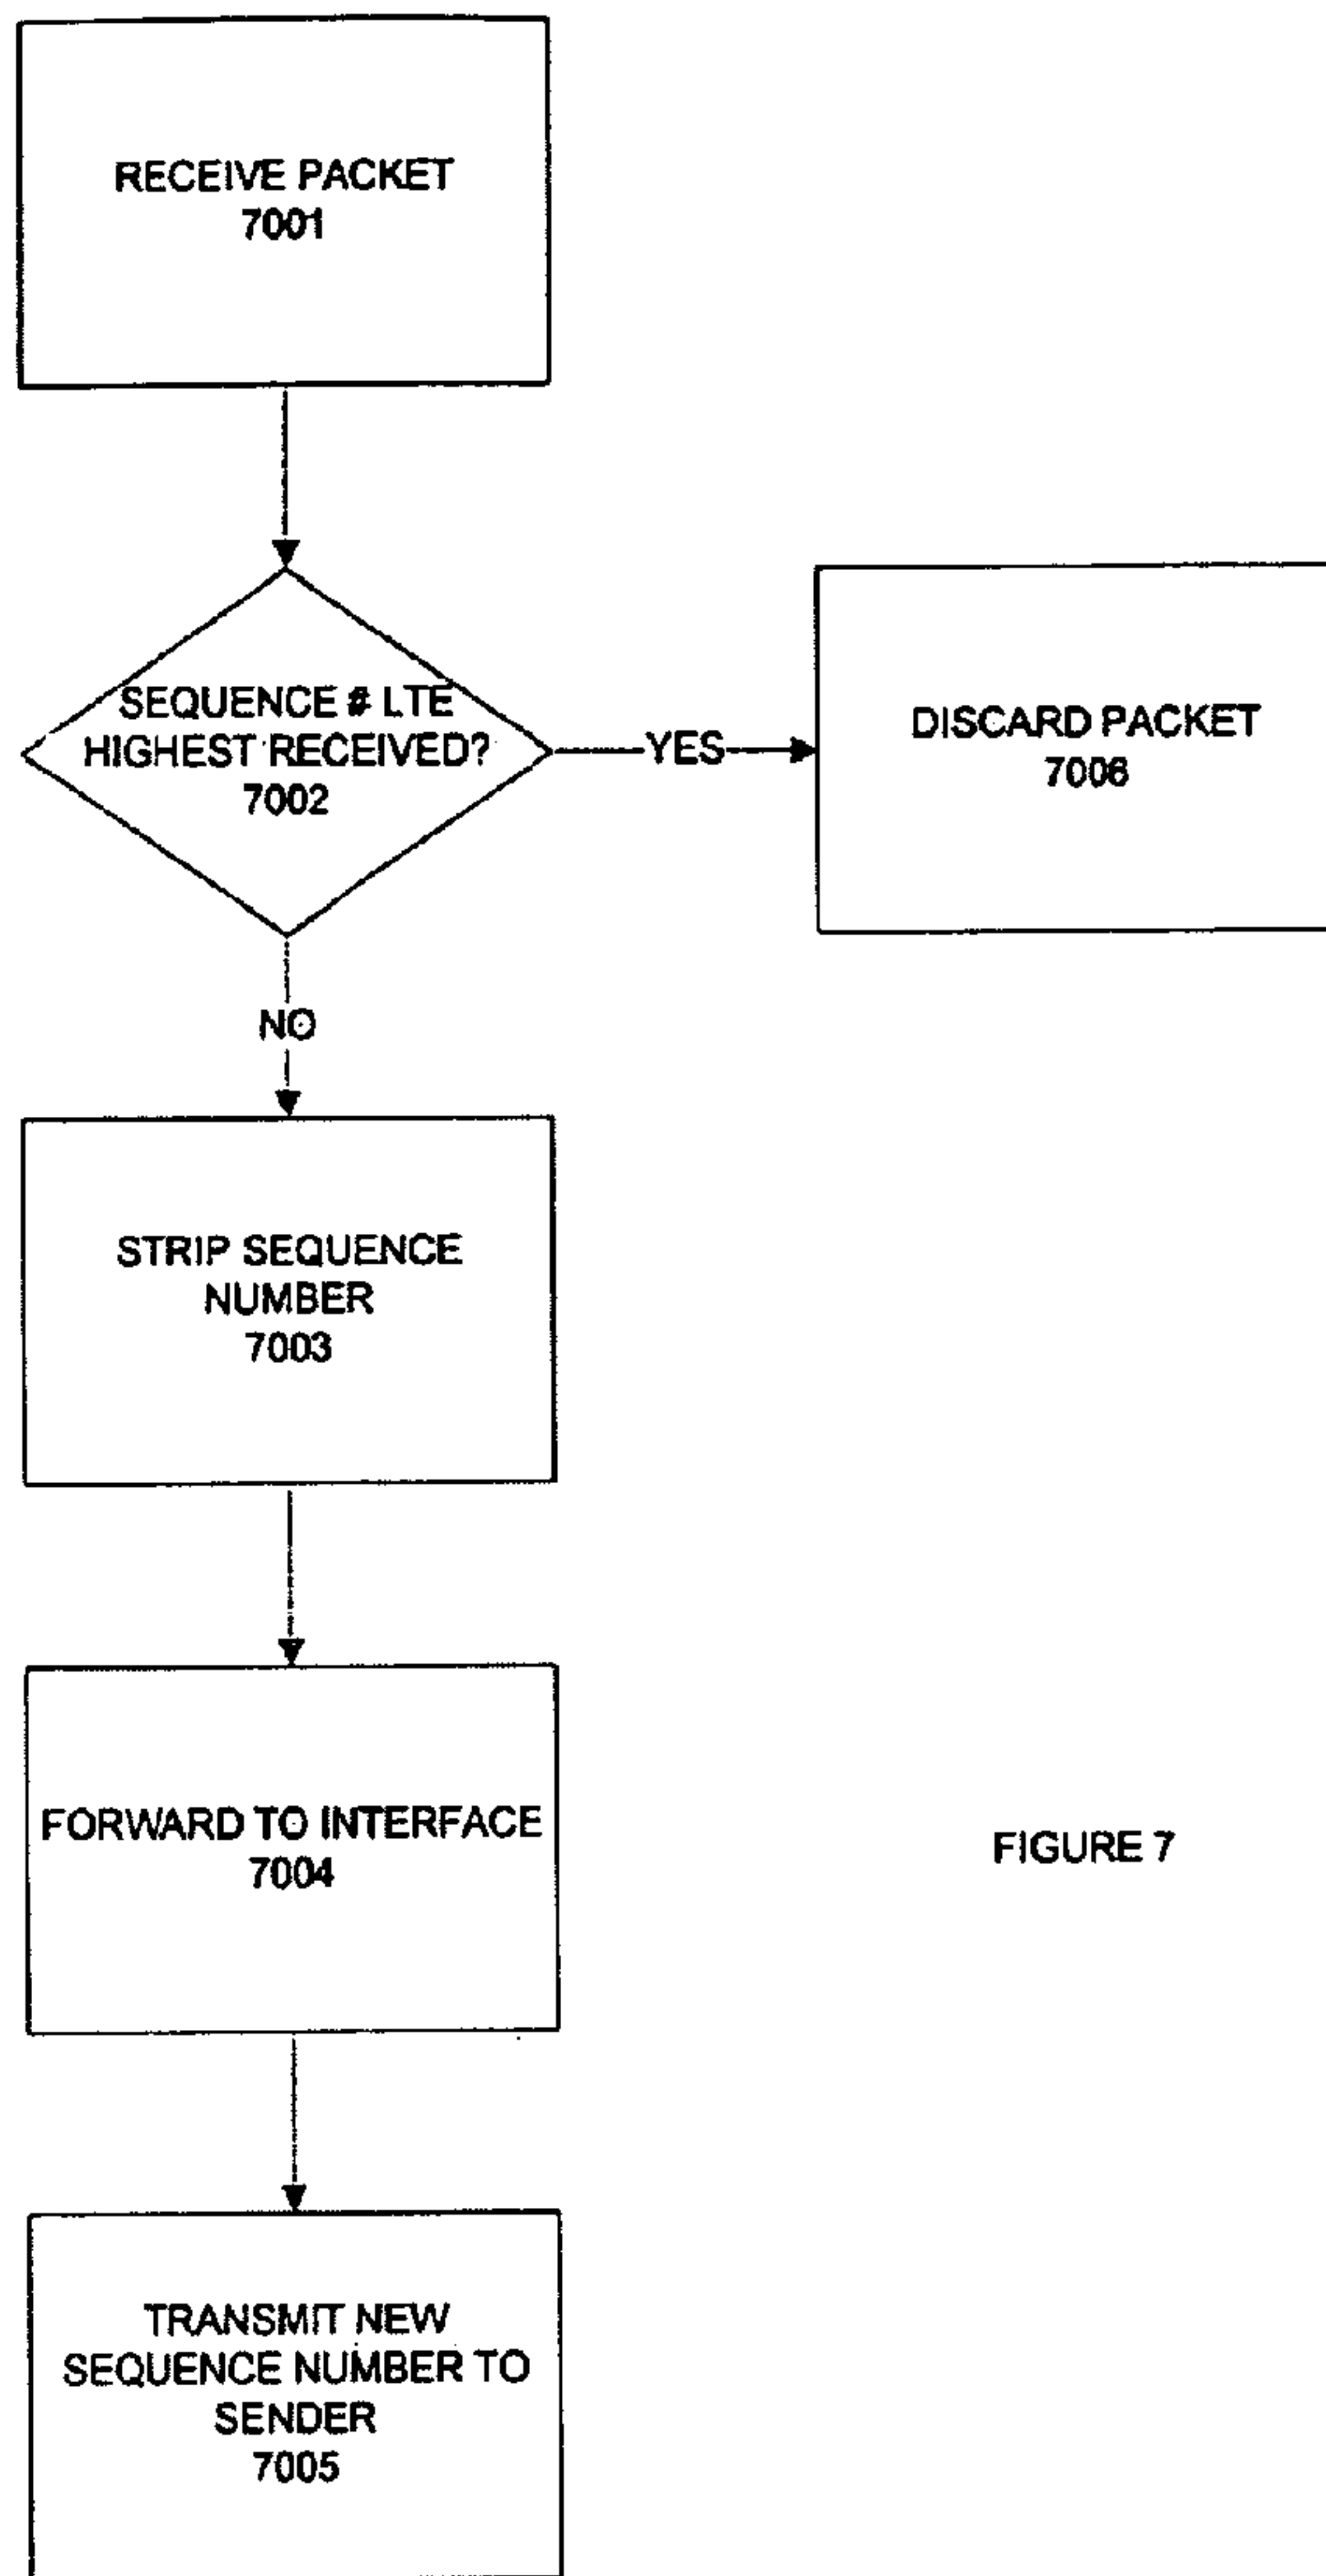 RECEIVE PACKET
7001
SEQUENCE # LTE
HIGHEST RECEIVED?
7002
YES
DISCARD PACKET
7006
NO
STRIP SEQUENCE
NUMBER
7003
FORWARD TO INTERFACE
7004
FIGURE 7
TRANSMIT NEW
SEQUENCE NUMBER TO
SENDER
7005